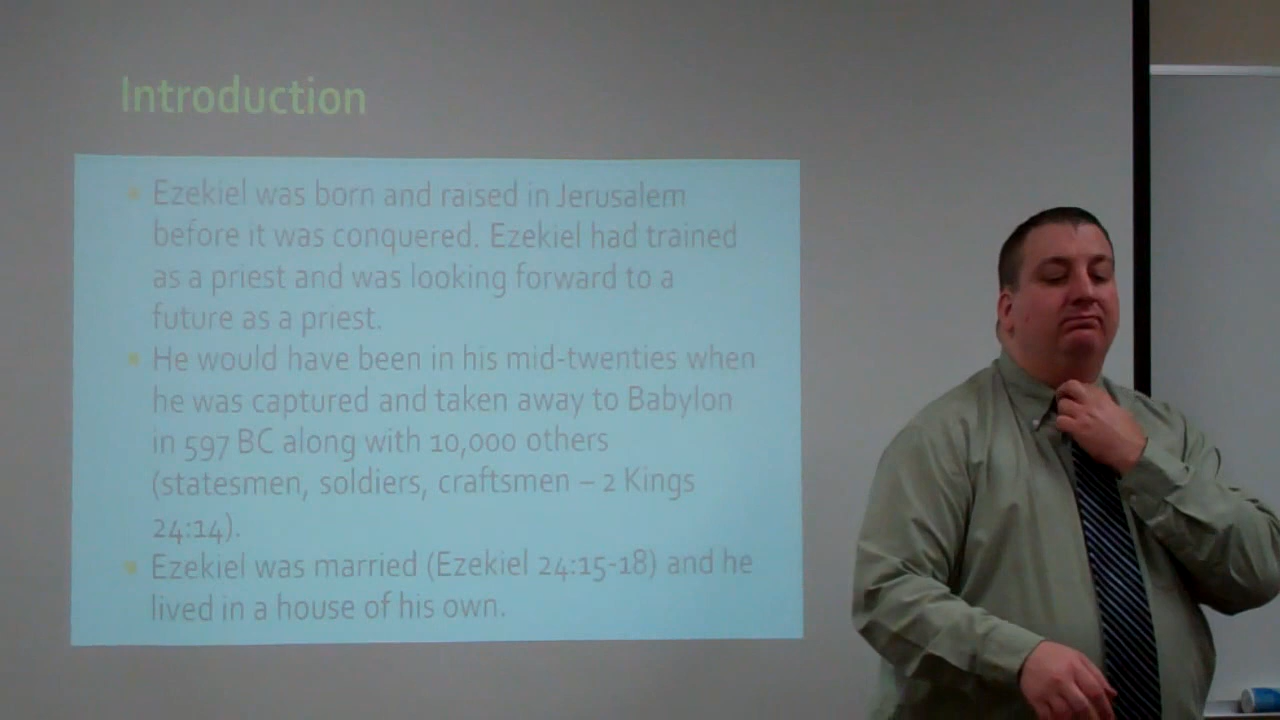 Introduction
Ezekiel was born and raised in Jerusalem
before it was conquered. Ezekiel had trained
as a priest and was looking forward to a
future as a priest.
He would have been in his mid-twenties when
he was captured and taken away to Babylon
in 597 BC along with 10,000 others
(statesmen, soldiers, craftsmen – 2 Kings
24:14).
Ezekiel was married (Ezekiel 24:15-18) and he
lived in a house of his own.